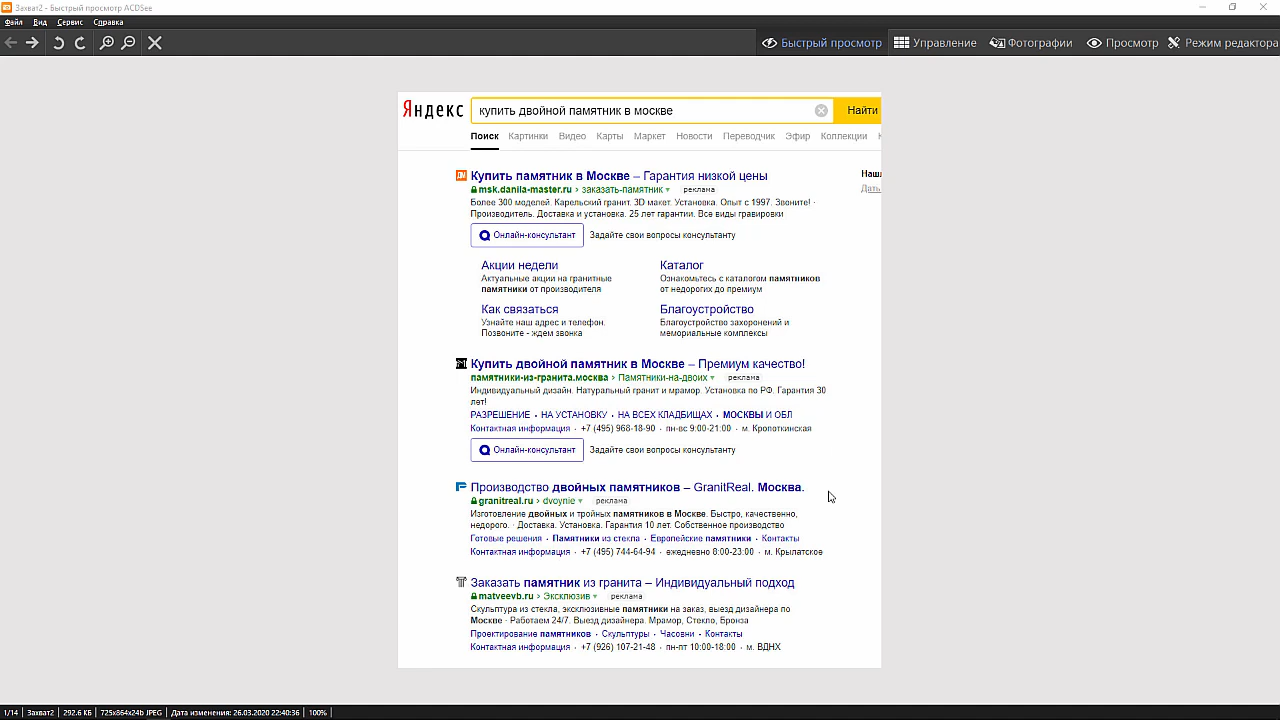 Захват2 - Быстрый просмотр ACDSee
Файл Вид Сервис Справка
Быстрый просмотр Управление Фотографии Просмотр Режим редактора
Яндекс купить двойной памятник в москве Найти
Поиск Картинки Видео Карты Маркет Новости Переводчик Эфир Коллекции
Купить памятник в Москве – Гарантия низкой цены
msk.danila-master.ru › заказать-памятник реклама
Более 300 моделей. Карельский гранит. 3D макет. Установка. Опыт с 1997. Звоните! ·
Производитель. Доставка и установка. 25 лет гарантии. Все виды гравировки
Онлайн-консультант Задайте свои вопросы консультанту
Акции недели
Актуальные акции на гранитные
памятники от производителя
Каталог
Ознакомьтесь с каталогом памятников
от недорогих до премиум
Как связаться
Узнайте наш адрес и телефон.
Позвоните - ждем звонка
Благоустройство
Благоустройство захоронений и
мемориальные комплексы
Купить двойной памятник в Москве – Премиум качество!
памятники-из-гранита.москва › Памятники-на-двоих реклама
Индивидуальный дизайн. Натуральный гранит и мрамор. Установка по РФ. Гарантия 30
лет!
РАЗРЕШЕНИЕ · НА УСТАНОВКУ · НА ВСЕХ КЛАДБИЩАХ · МОСКВЫ И ОБЛ
Контактная информация · +7 (495) 968-18-90 · пн-вс 9:00-21:00 · м. Кропоткинская
Онлайн-консультант Задайте свои вопросы консультанту
Производство двойных памятников – GranitReal. Москва.
granitreal.ru › dvoynie реклама
Изготовление двойных и тройных памятников в Москве. Быстро, качественно,
недорого. · Доставка. Установка. Гарантия 10 лет. Собственное производство
Готовые решения · Памятники из стекла · Европейские памятники · Контакты
Контактная информация · +7 (495) 744-64-94 · ежедневно 8:00-23:00 · м. Крылатское
Заказать памятник из гранита – Индивидуальный подход
matveevb.ru › Эксклюзив реклама
Скульптура из стекла, эксклюзивные памятники на заказ, выезд дизайнера по
Москве · Работаем 24/7. Выезд дизайнера. Мрамор, Стекло, Бронза
Проектирование памятников · Скульптуры · Часовни · Контакты
Контактная информация · +7 (926) 107-21-48 · пн-пт 10:00-18:00 · м. ВДНХ
1/14 Захват2 292.6 КБ 725x864x24b JPEG Дата изменения: 26.03.2020 22:40:36 100%